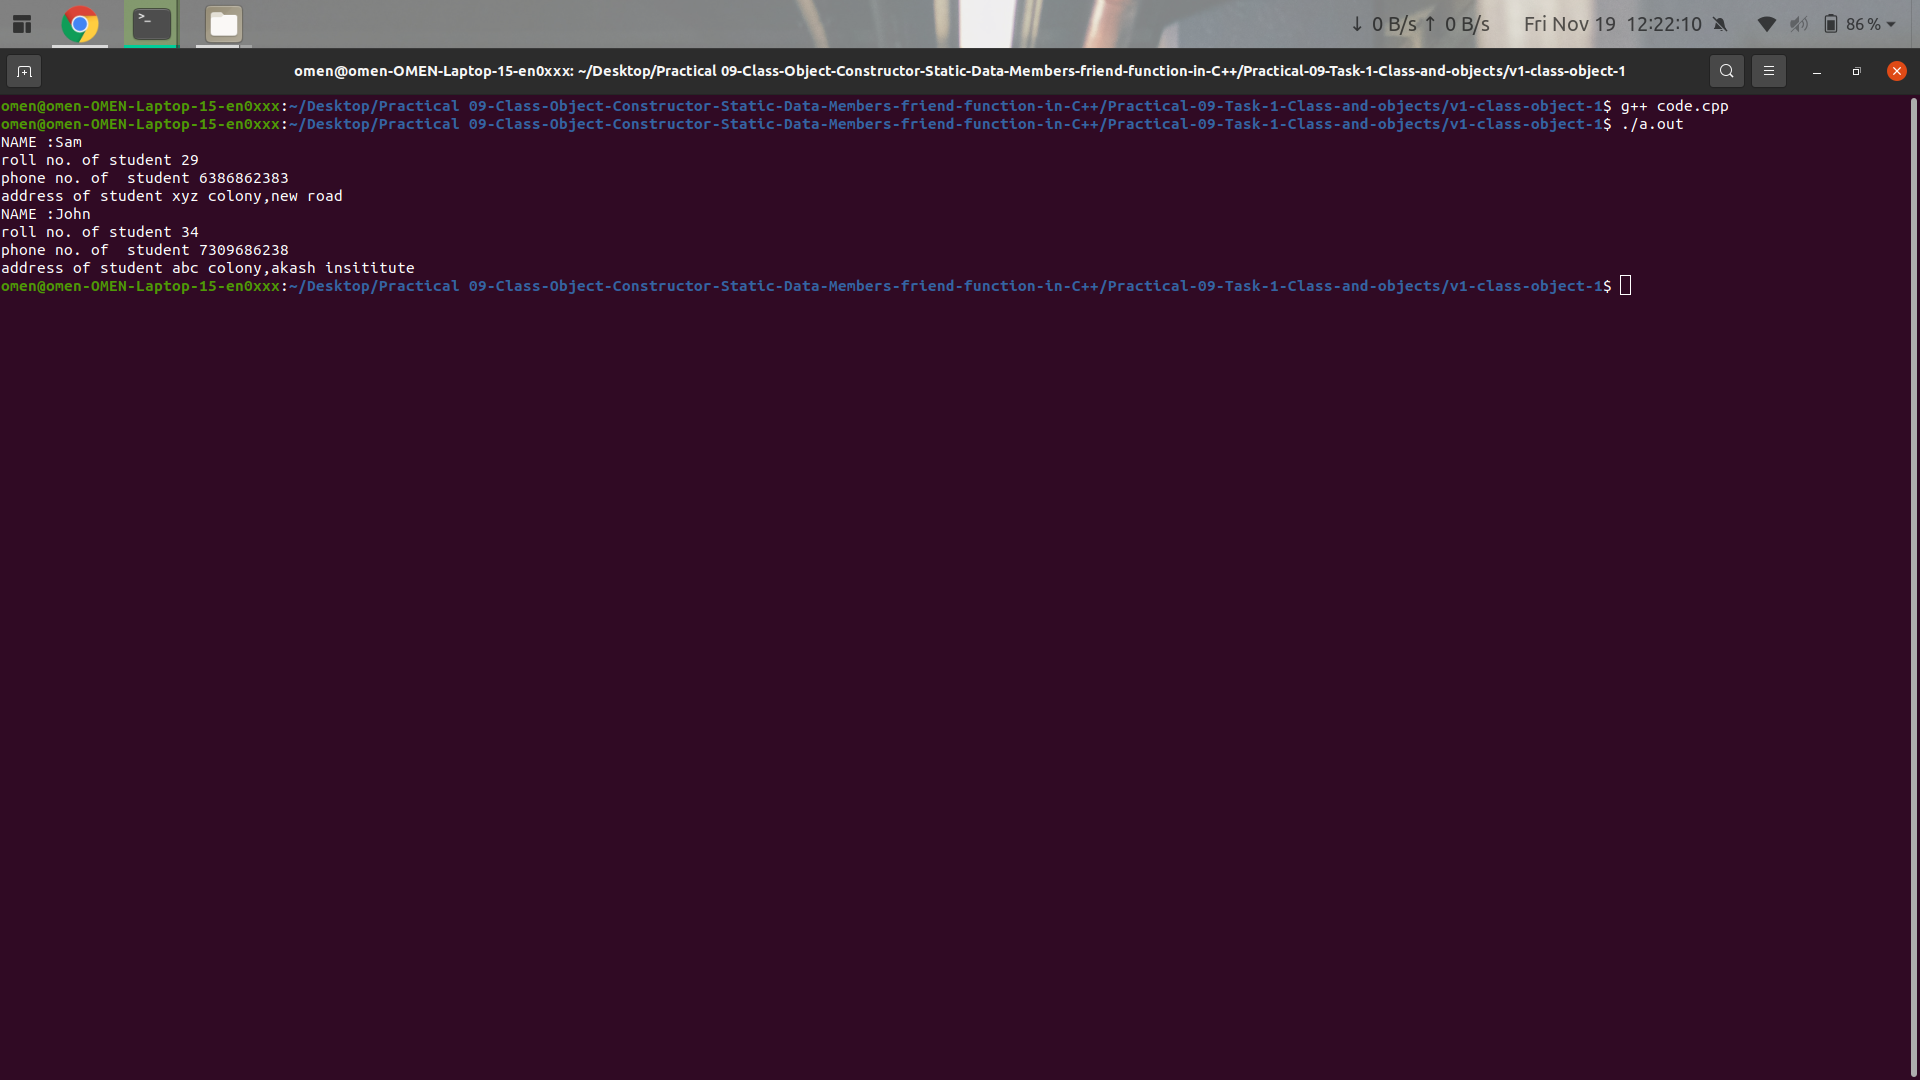 ↓ 0 B/s ↑ 0 B/s Fri Nov 19 12:22:10 86 %
omen@omen-OMEN-Laptop-15-en0xxx: ~/Desktop/Practical 09-Class-Object-Constructor-Static-Data-Members-friend-function-in-C++/Practical-09-Task-1-Class-and-objects/v1-class-object-1
omen@omen-OMEN-Laptop-15-en0xxx:~/Desktop/Practical 09-Class-Object-Constructor-Static-Data-Members-friend-function-in-C++/Practical-09-Task-1-Class-and-objects/v1-class-object-1$ g++ code.cpp
omen@omen-OMEN-Laptop-15-en0xxx:~/Desktop/Practical 09-Class-Object-Constructor-Static-Data-Members-friend-function-in-C++/Practical-09-Task-1-Class-and-objects/v1-class-object-1$ ./a.out
NAME :Sam
roll no. of student 29
phone no. of  student 6386862383
address of student xyz colony,new road
NAME :John
roll no. of student 34
phone no. of  student 7309686238
address of student abc colony,akash insititute
omen@omen-OMEN-Laptop-15-en0xxx:~/Desktop/Practical 09-Class-Object-Constructor-Static-Data-Members-friend-function-in-C++/Practical-09-Task-1-Class-and-objects/v1-class-object-1$